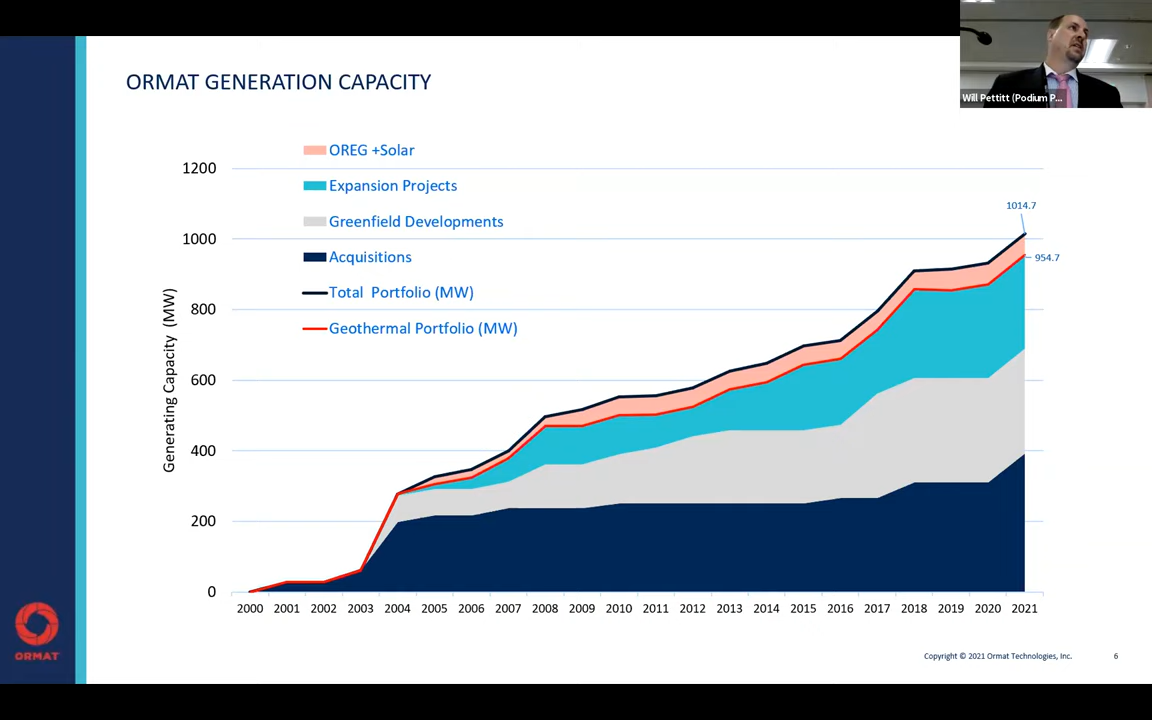 Will Pettitt (Podium P...
ORMAT GENERATION CAPACITY
OREG +Solar
Expansion Projects
Greenfield Developments
Acquisitions
Total Portfolio (MW)
Geothermal Portfolio (MW)
Generating Capacity (MW)
1200
1000
800
600
400
200
0
1014.7
954.7
2000 2001 2002 2003 2004 2005 2006 2007 2008 2009 2010 2011 2012 2013 2014 2015 2016 2017 2018 2019 2020 2021
ORMAT
Copyright © 2021 Ormat Technologies, Inc. 6